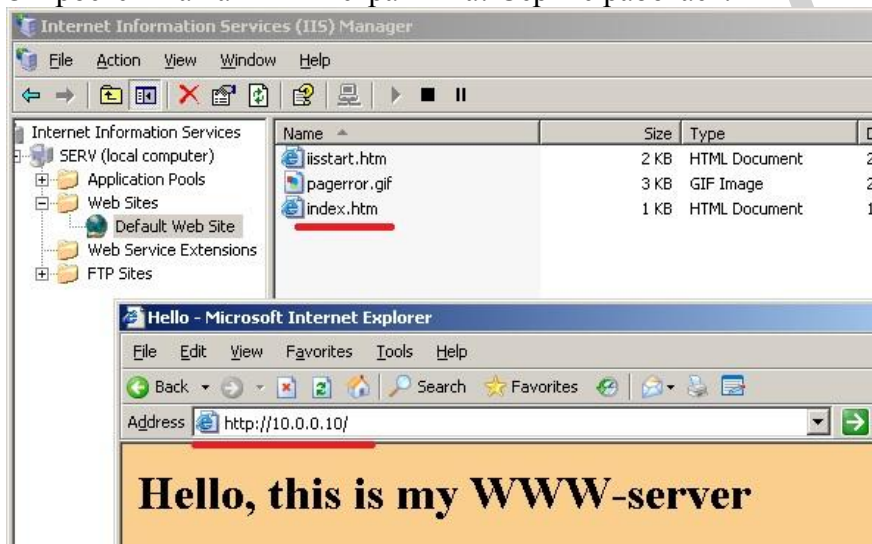 Internet Information Services (IIS) Manager
File Action View Window Help
Internet Information Services
SERV (local computer)
Application Pools
Web Sites
Default Web Site
Web Service Extensions
FTP Sites
Name Size Type
iisstart.htm 2 KB HTML Document 2
pagerror.gif 3 KB GIF Image 2
index.htm 1 KB HTML Document 1
Hello - Microsoft Internet Explorer
File Edit View Favorites Tools Help
Back Search Favorites
Address http://10.0.0.10/
Hello, this is my WWW-server